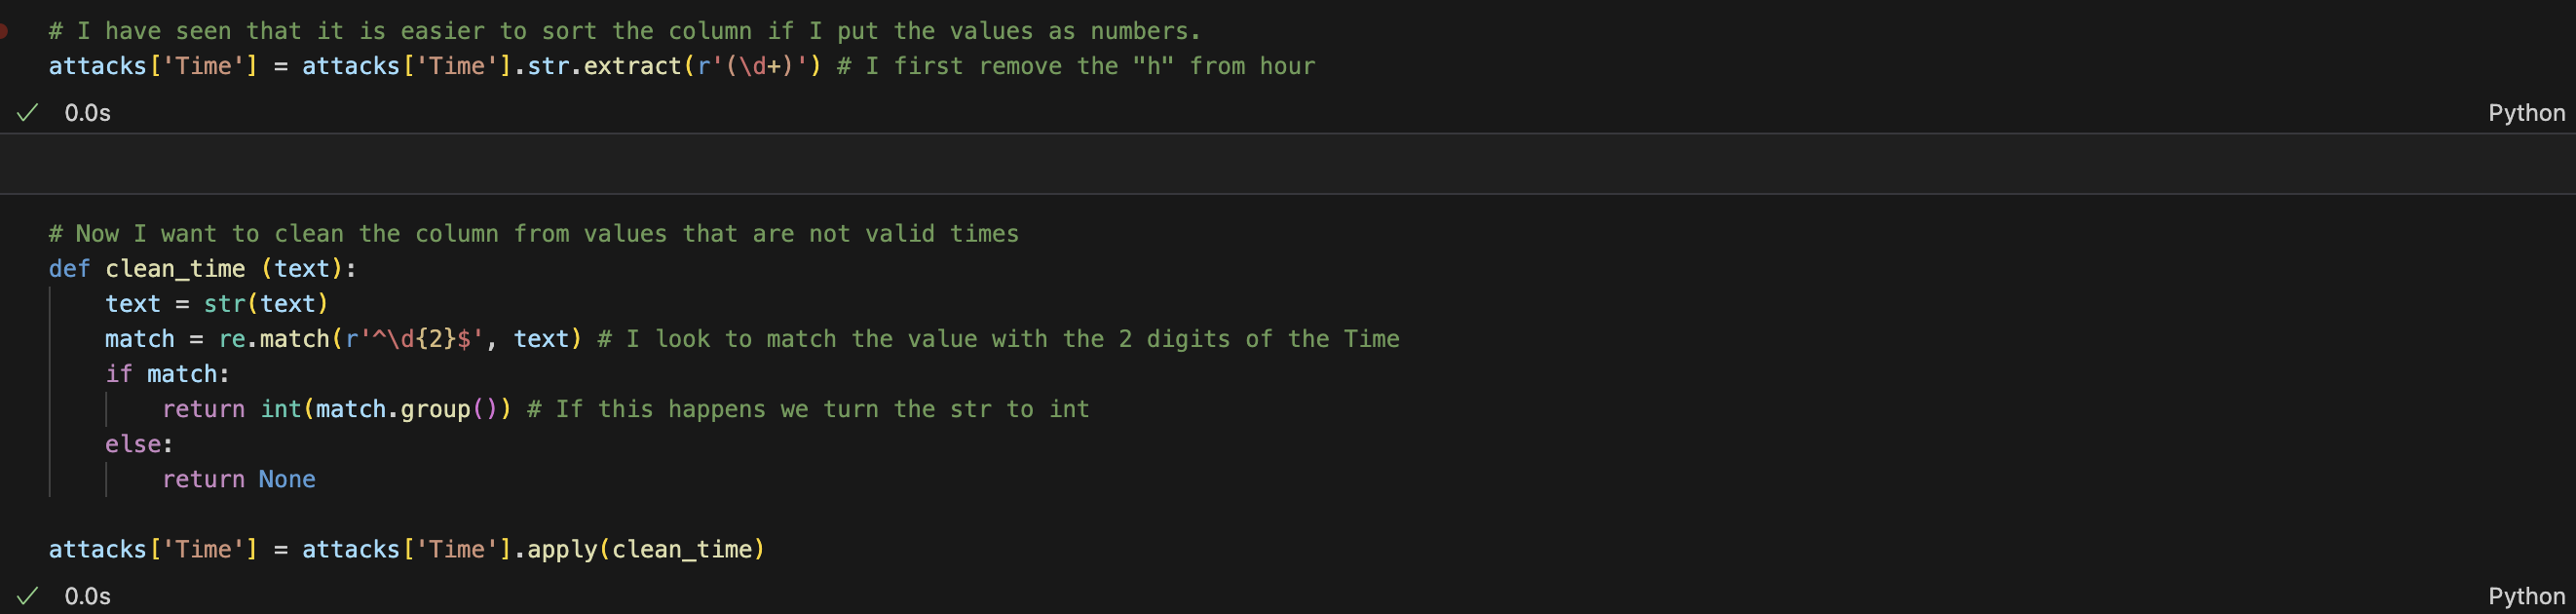 # I have seen that it is easier to sort the column if I put the values as numbers.
attacks['Time'] = attacks['Time'].str.extract(r'(\d+)') # I first remove the "h" from hour
0.0s
Python
# Now I want to clean the column from values that are not valid times
def clean_time (text):
    text = str(text)
    match = re.match(r'^\d{2}$', text) # I look to match the value with the 2 digits of the Time
    if match:
        return int(match.group()) # If this happens we turn the str to int
    else:
        return None
attacks['Time'] = attacks['Time'].apply(clean_time)
0.0s
Python